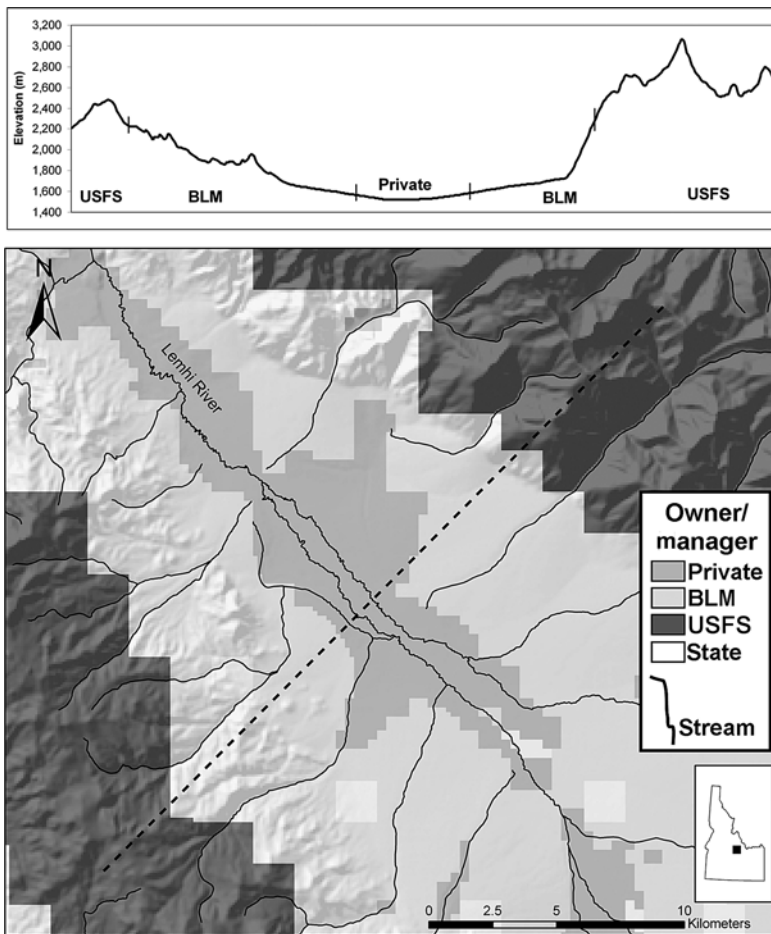 3,200
3,000
2,800
2,600
2,400
2,200
2,000
1,800
1,600
1,400
Elevation (m)
USFS BLM Private BLM USFS
N
Lemhi River
Owner/
manager
Private
BLM
USFS
State
Stream
0 2.5 5 10
Kilometers